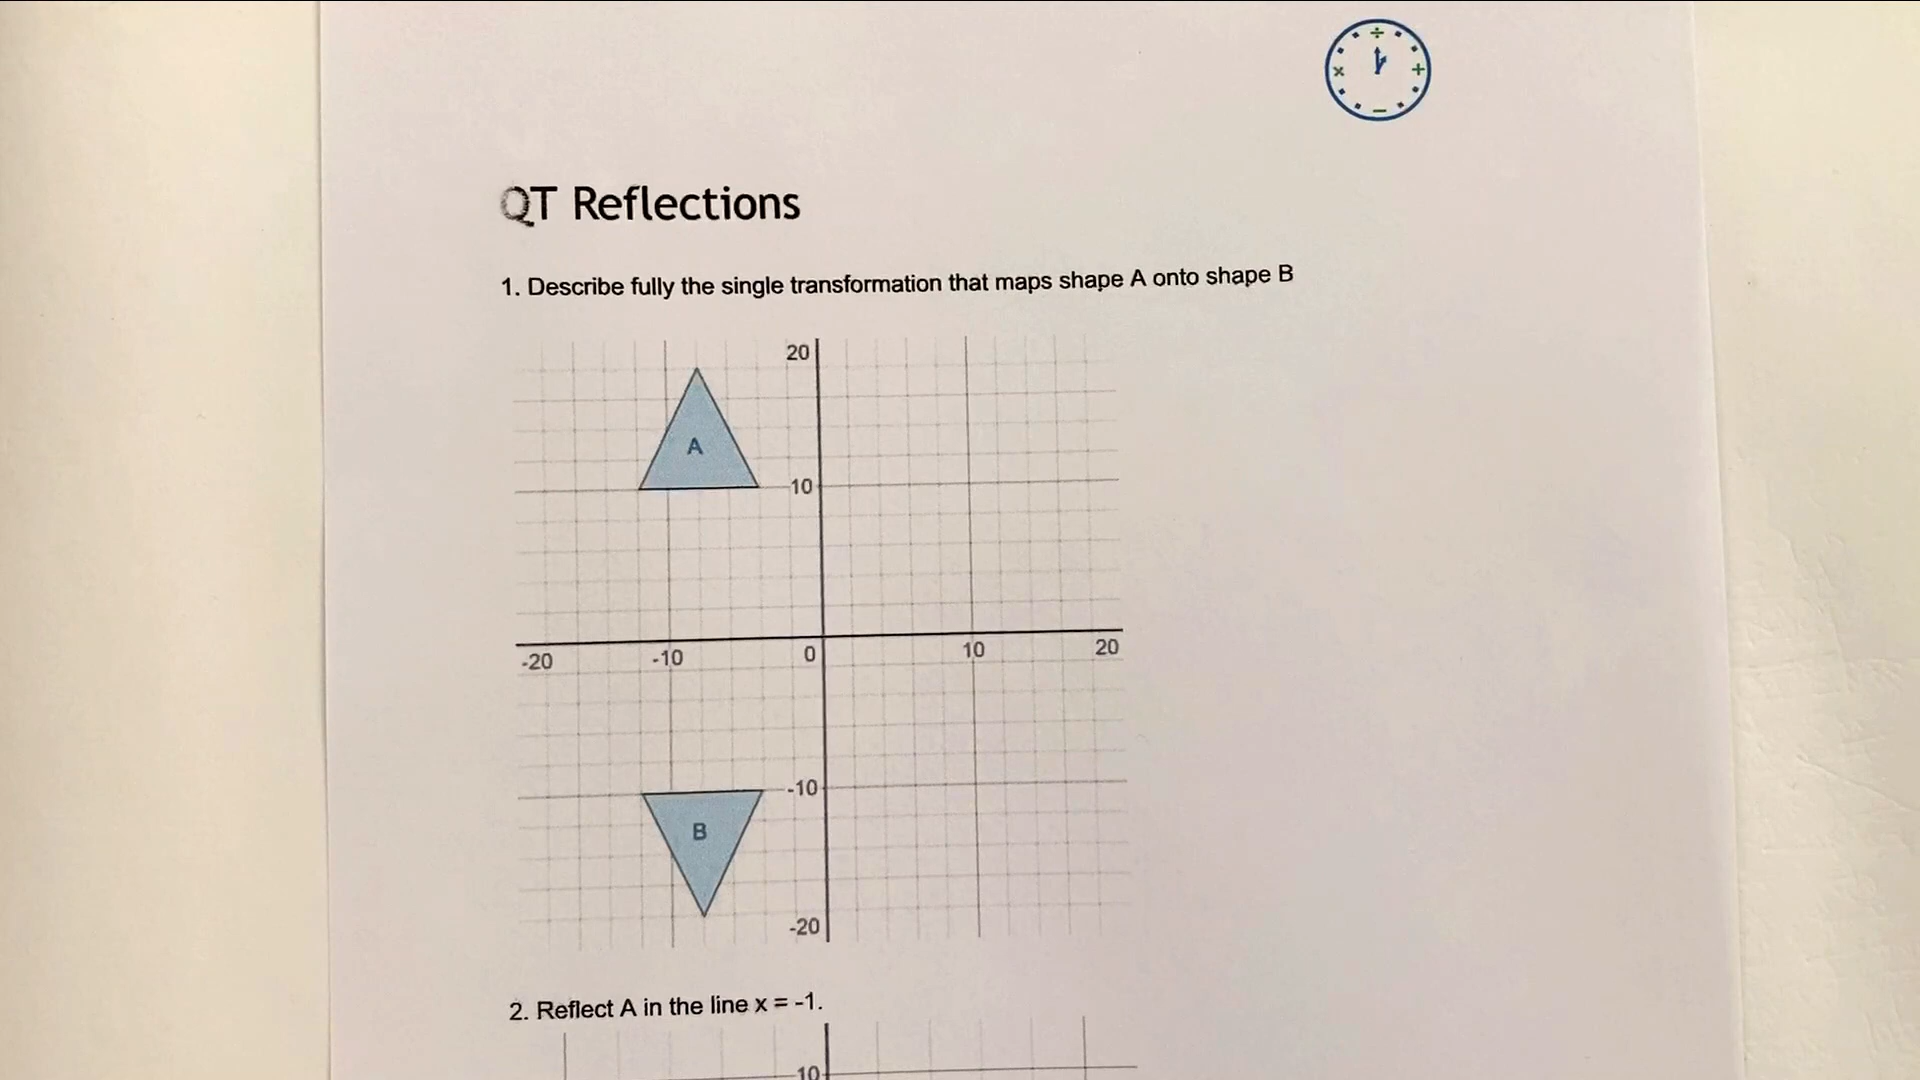 ÷
× +
−
QT Reflections
1. Describe fully the single transformation that maps shape A onto shape B
20
A
10
-20 -10 0 10 20
-10
B
-20
2. Reflect A in the line x = -1.
10